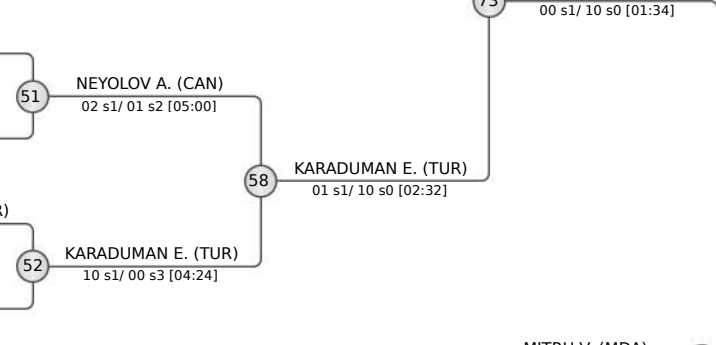 73
00 s1/ 10 s0 [01:34]
51
NEYOLOV A. (CAN)
02 s1/ 01 s2 [05:00]
58
KARADUMAN E. (TUR)
01 s1/ 10 s0 [02:32]
52
KARADUMAN E. (TUR)
10 s1/ 00 s3 [04:24]